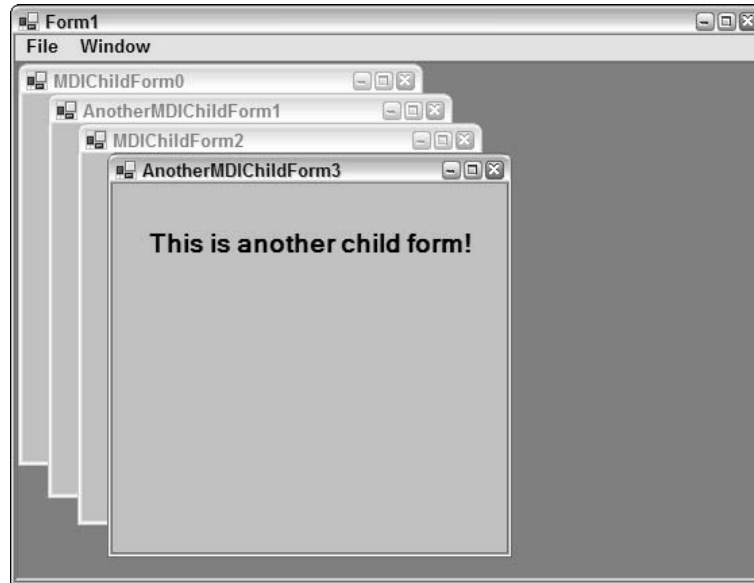 Form1
File Window
MDIChildForm0
AnotherMDIChildForm1
MDIChildForm2
AnotherMDIChildForm3
This is another child form!